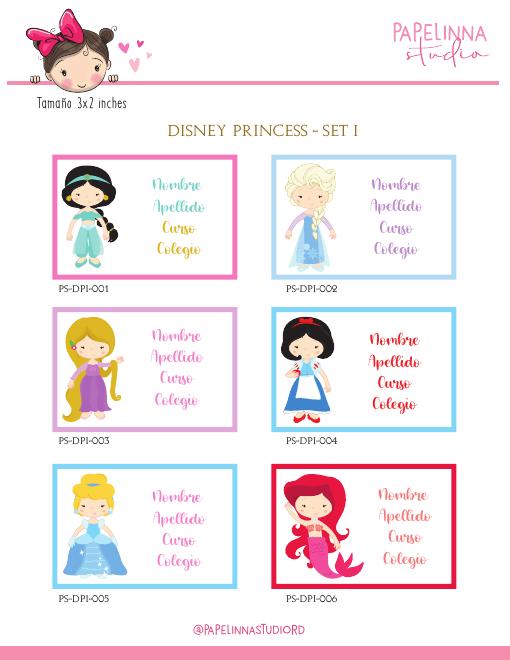 PAPELINNA
studio
Tamaño 3x2 inches
DISNEY PRINCESS - SET I
Nombre
Apellido
Curso
Colegio
PS-DPI-001
Nombre
Apellido
Curso
Colegio
PS-DPI-002
Nombre
Apellido
Curso
Colegio
PS-DPI-003
Nombre
Apellido
Curso
Colegio
PS-DPI-004
Nombre
Apellido
Curso
Colegio
PS-DPI-005
Nombre
Apellido
Curso
Colegio
PS-DPI-006
@PAPELINNASTUDIORD